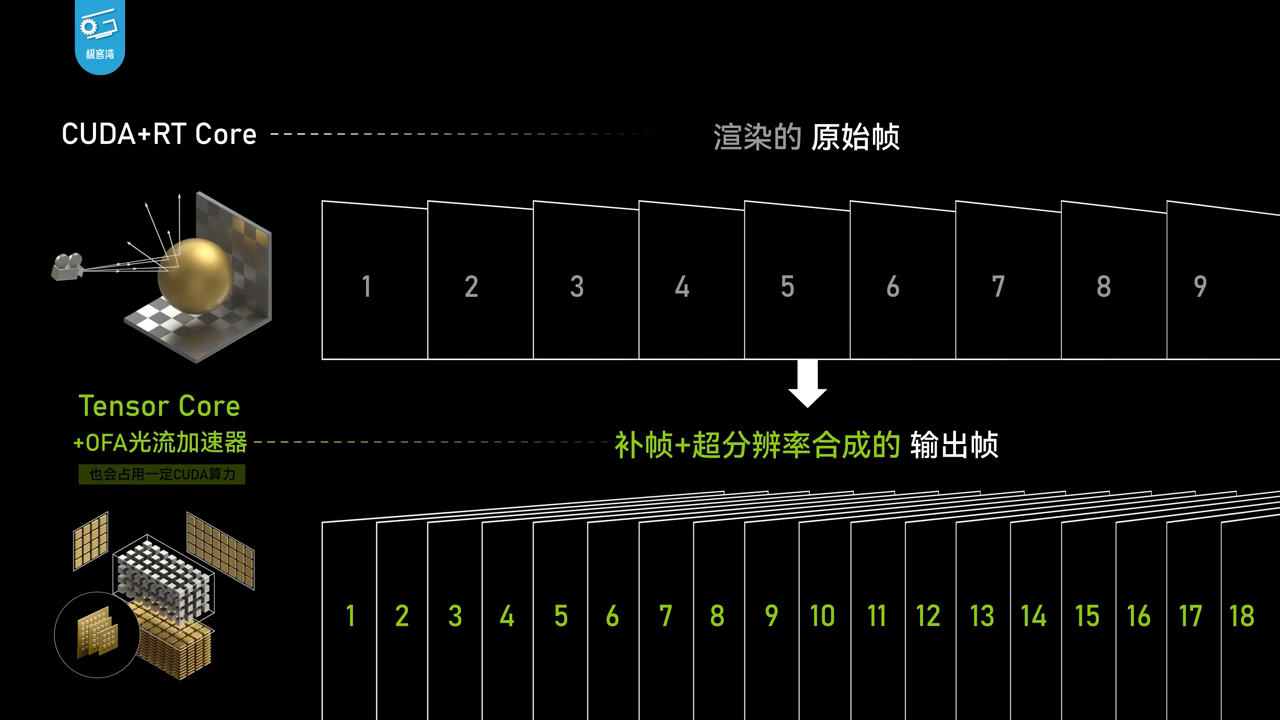 极客湾
CUDA+RT Core
渲染的 原始帧
1 2 3 4 5 6 7 8 9
Tensor Core
+OFA光流加速器
补帧+超分辨率合成的 输出帧
也会占用一定CUDA算力
1 2 3 4 5 6 7 8 9 10 11 12 13 14 15 16 17 18